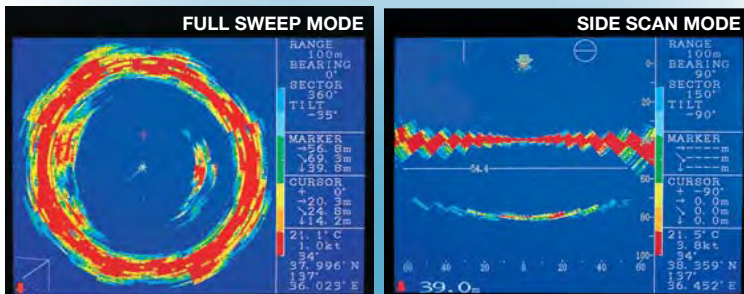 FULL SWEEP MODE
RANGE
100m
BEARING
0°
SECTOR
360°
TILT
-35°
MARKER
→56.8m
↘69.3m
↓39.8m
CURSOR
+ 0°
→20.3m
↘24.8m
↓14.2m
21.1°C
1.0kt
34°
37.996' N
137°
36.023' E
SIDE SCAN MODE
RANGE
100m
BEARING
90°
SECTOR
150°
TILT
-90°
MARKER
→----m
↘----m
↓----m
CURSOR
+ -90°
→ 0.0m
↘ 0.0m
↓ 0.0m
21.5°C
3.8kt
34°
38.359' N
137°
36.452' E
0
20
40
54.4
60
80
100
60 40 20 0 20 40 60
39.0m